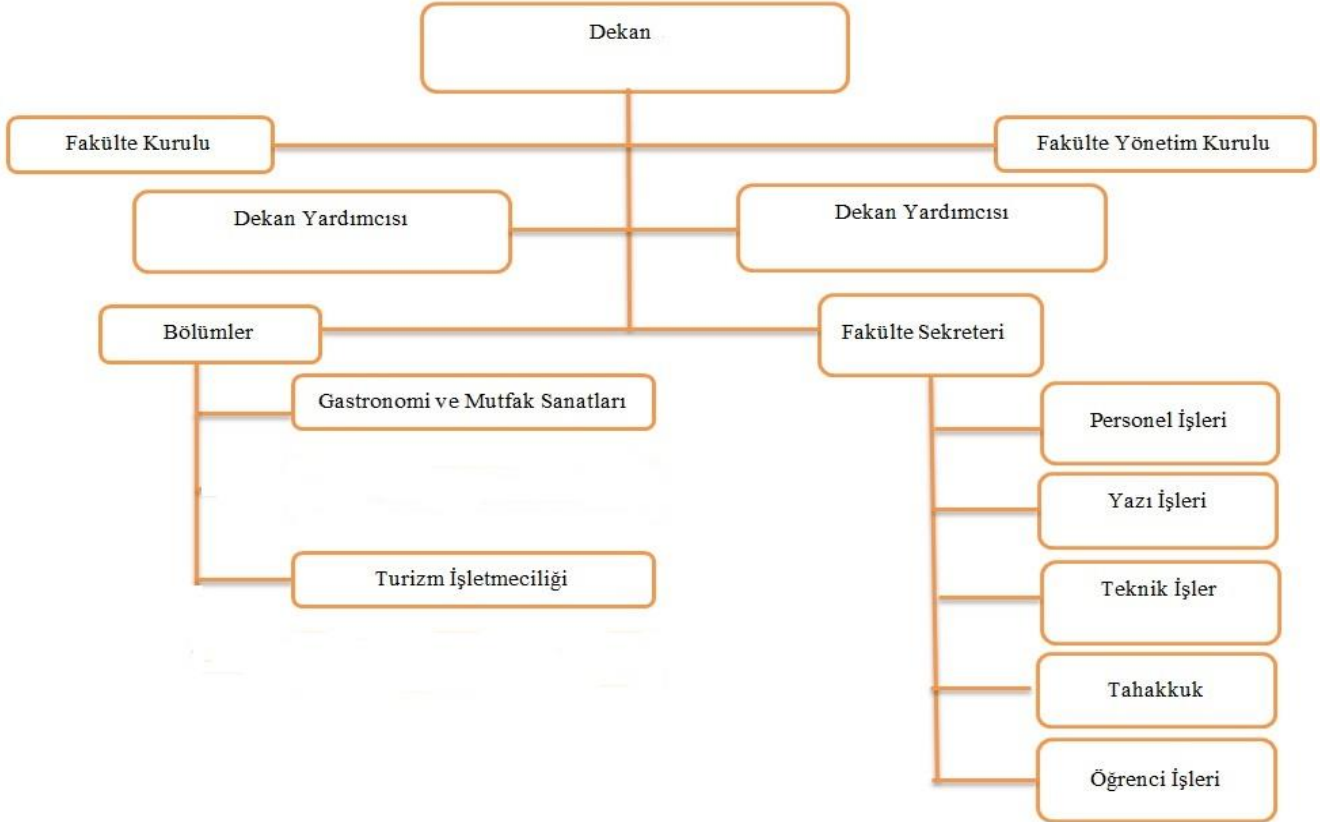 Dekan
Fakülte Kurulu
Fakülte Yönetim Kurulu
Dekan Yardımcısı
Dekan Yardımcısı
Bölümler
Fakülte Sekreteri
Gastronomi ve Mutfak Sanatları
Personel İşleri
Yazı İşleri
Turizm İşletmeciliği
Teknik İşler
Tahakkuk
Öğrenci İşleri